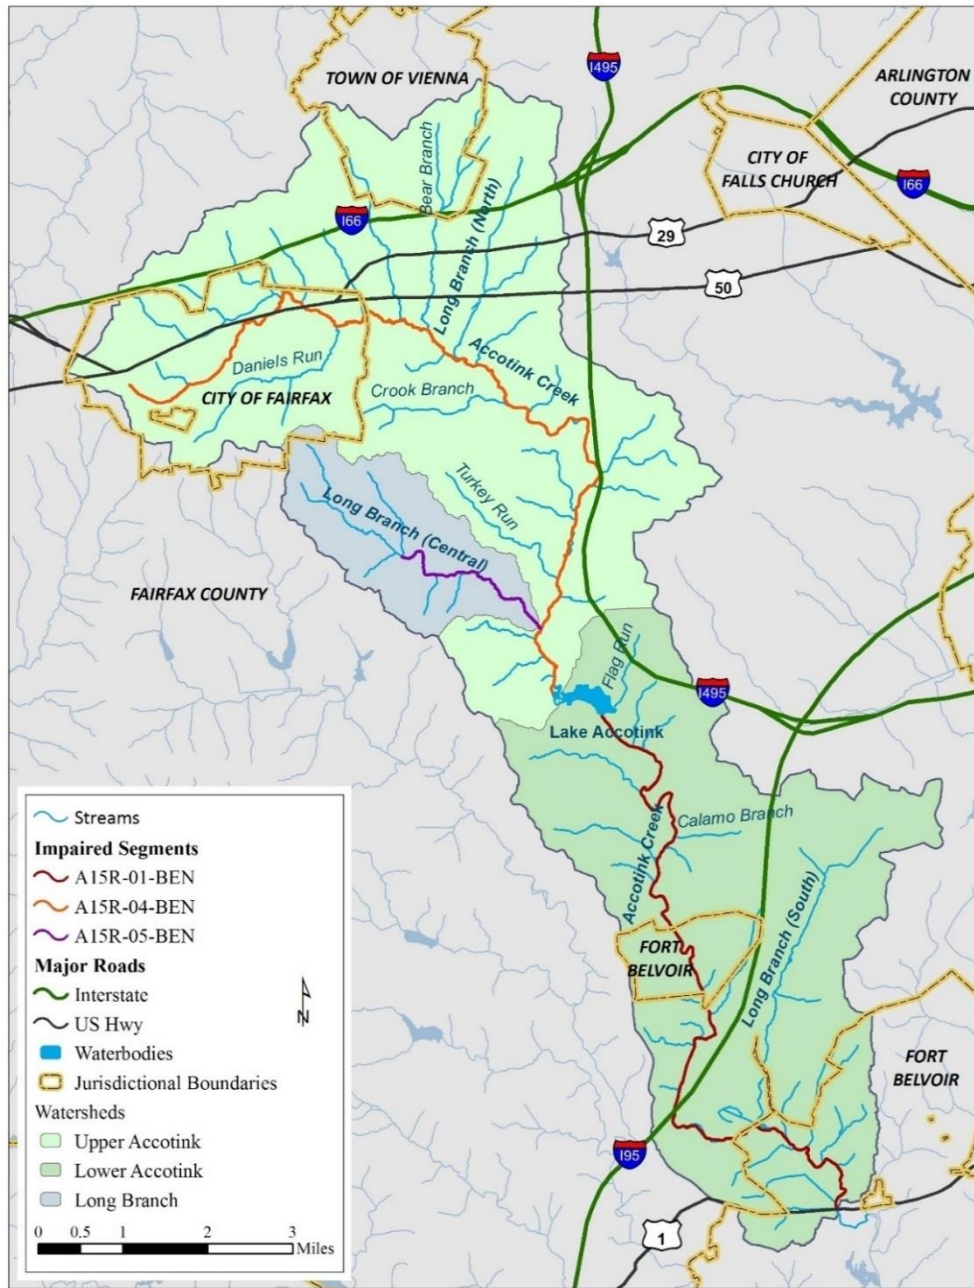 TOWN OF VIENNA
I495
ARLINGTON
COUNTY
CITY OF
FALLS CHURCH
I66
Bear Branch
Long Branch (North)
I66
29
50
Daniels Run
CITY OF FAIRFAX
Crook Branch
Accotink Creek
Turkey Run
Long Branch (Central)
FAIRFAX COUNTY
Flag Run
I495
Lake Accotink
Calamo Branch
Accotink Creek
Long Branch (South)
FORT
BELVOIR
FORT
BELVOIR
I95
1
Streams
Impaired Segments
A15R-01-BEN
A15R-04-BEN
A15R-05-BEN
Major Roads
Interstate
US Hwy
N
Waterbodies
Jurisdictional Boundaries
Watersheds
Upper Accotink
Lower Accotink
Long Branch
0 0.5 1 2 3
Miles